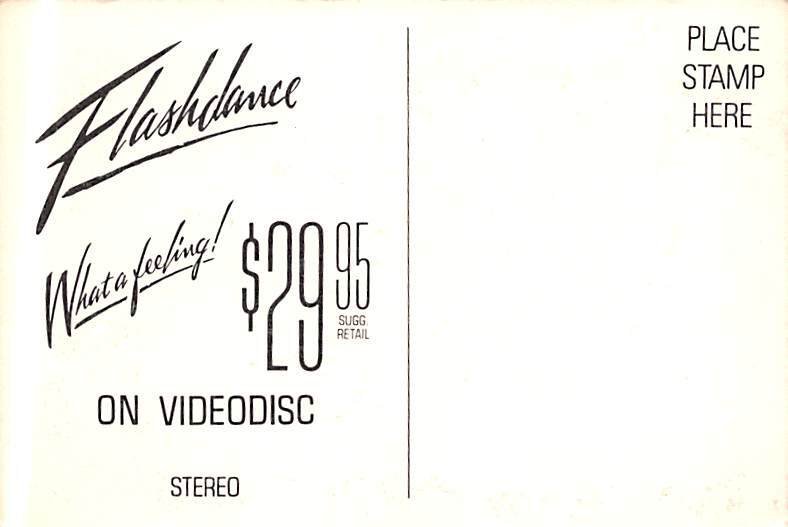 Flashdance
What a feeling!
$29 95
SUGG.
RETAIL
ON VIDEODISC
STEREO
PLACE
STAMP
HERE